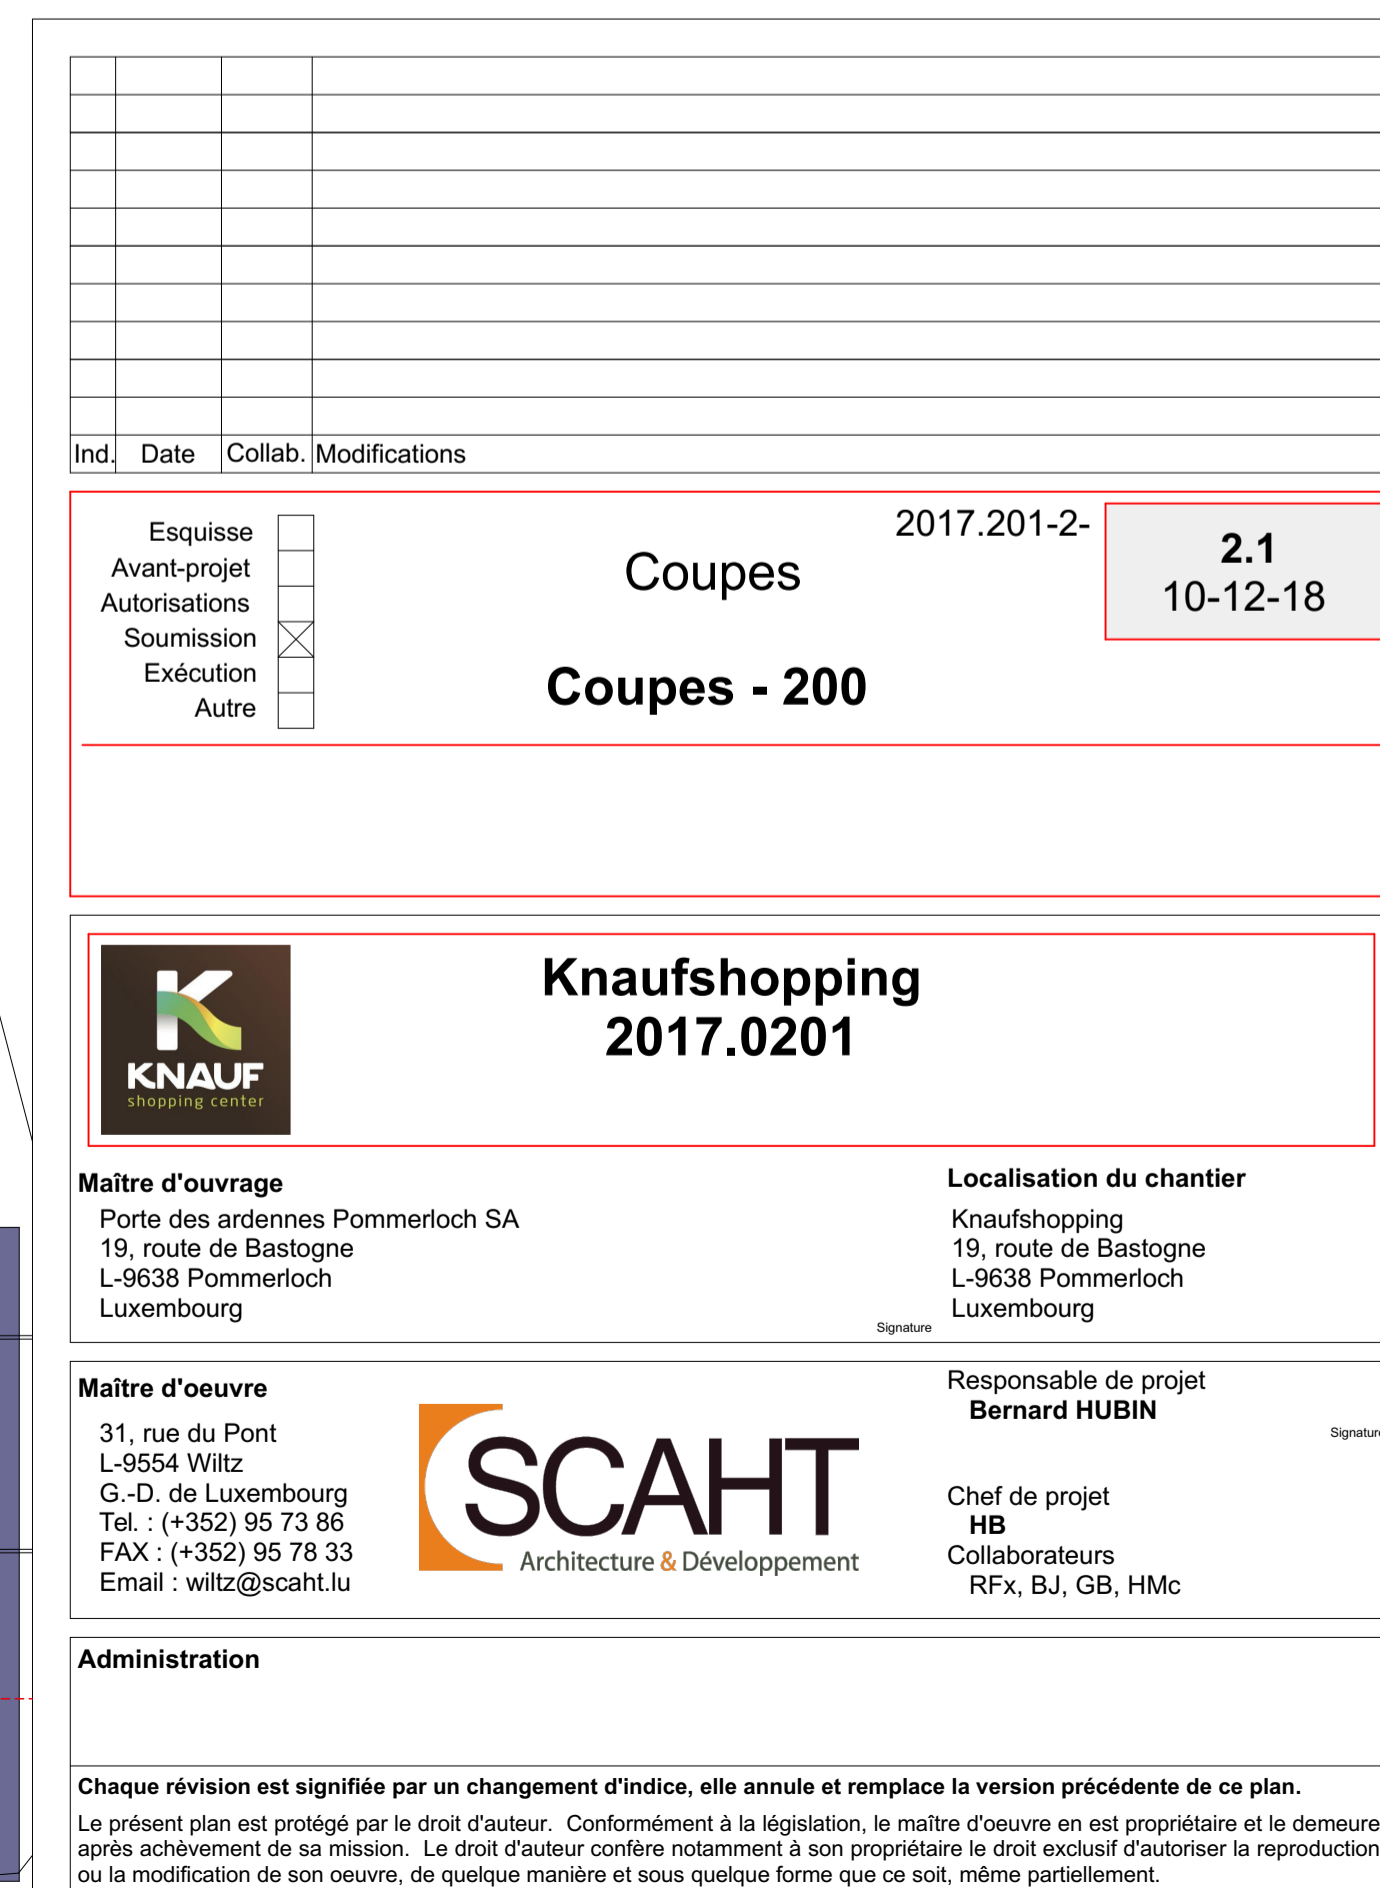 Ind. Date Collab. Modifications
Esquisse
Avant-projet
Autorisations
Soumission
Exécution
Autre
2017.201-2-
Coupes
Coupes - 200
2.1
10-12-18
KNAUF
shopping center
Knaufshopping
2017.0201
Maître d'ouvrage
Porte des ardennes Pommerloch SA
19, route de Bastogne
L-9638 Pommerloch
Luxembourg
Signature
Localisation du chantier
Knaufshopping
19, route de Bastogne
L-9638 Pommerloch
Luxembourg
Maître d'oeuvre
31, rue du Pont
L-9554 Wiltz
G.-D. de Luxembourg
Tel. : (+352) 95 73 86
FAX : (+352) 95 78 33
Email : wiltz@scaht.lu
SCAHT
Architecture & Développement
Responsable de projet
Bernard HUBIN
Signature
Chef de projet
HB
Collaborateurs
RFx, BJ, GB, HMc
Administration
Chaque révision est signifiée par un changement d'indice, elle annule et remplace la version précédente de ce plan.
Le présent plan est protégé par le droit d'auteur. Conformément à la législation, le maître d'oeuvre en est propriétaire et le demeure
après achèvement de sa mission. Le droit d'auteur confère notamment à son propriétaire le droit exclusif d'autoriser la reproduction
ou la modification de son oeuvre, de quelque manière et sous quelque forme que ce soit, même partiellement.